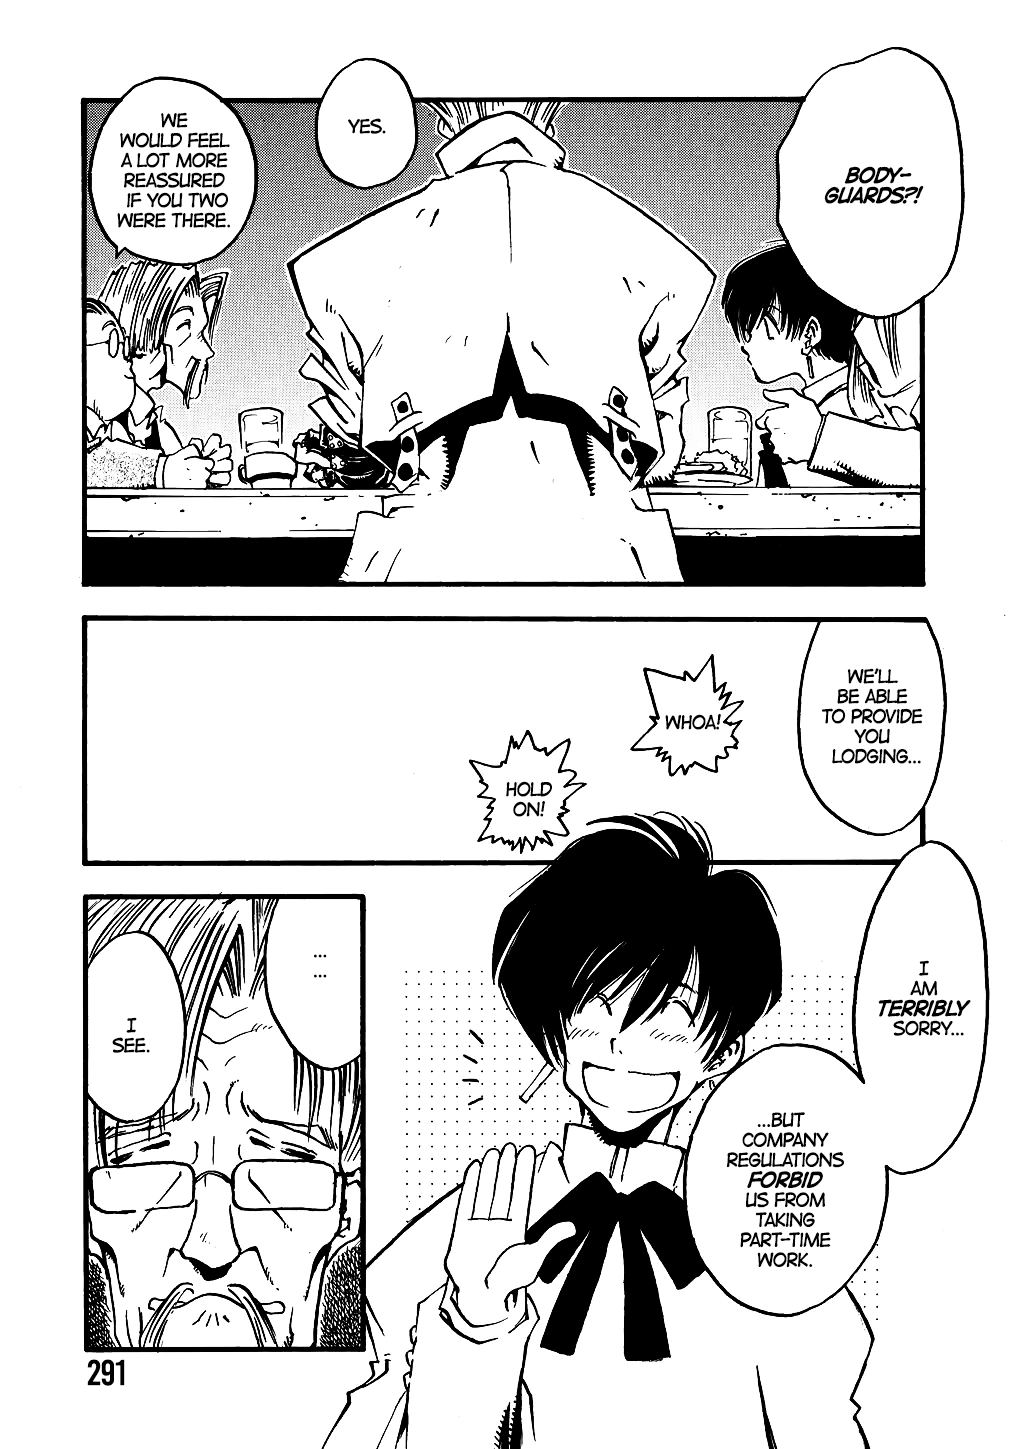 BODY-
GUARDS?!
YES.
WE
WOULD FEEL
A LOT MORE
REASSURED
IF YOU TWO
WERE THERE.
WE'LL
BE ABLE
TO PROVIDE
YOU
LODGING...
WHOA!
HOLD
ON!
I
AM
TERRIBLY
SORRY...
...BUT
COMPANY
REGULATIONS
FORBID
US FROM
TAKING
PART-TIME
WORK.
...
...
I
SEE.
291